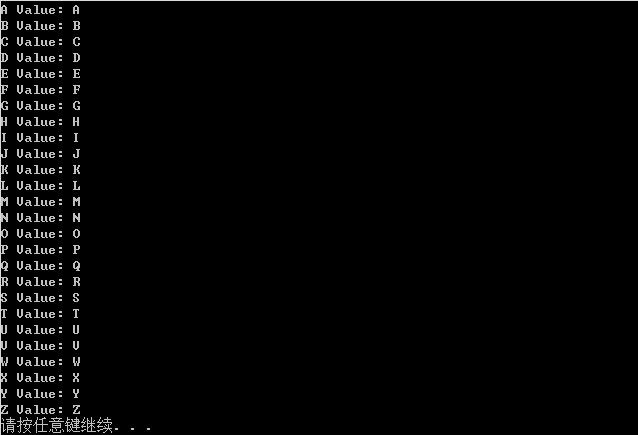 A Value: A
B Value: B
C Value: C
D Value: D
E Value: E
F Value: F
G Value: G
H Value: H
I Value: I
J Value: J
K Value: K
L Value: L
M Value: M
N Value: N
O Value: O
P Value: P
Q Value: Q
R Value: R
S Value: S
T Value: T
U Value: U
V Value: V
W Value: W
X Value: X
Y Value: Y
Z Value: Z
请按任意键继续. . .